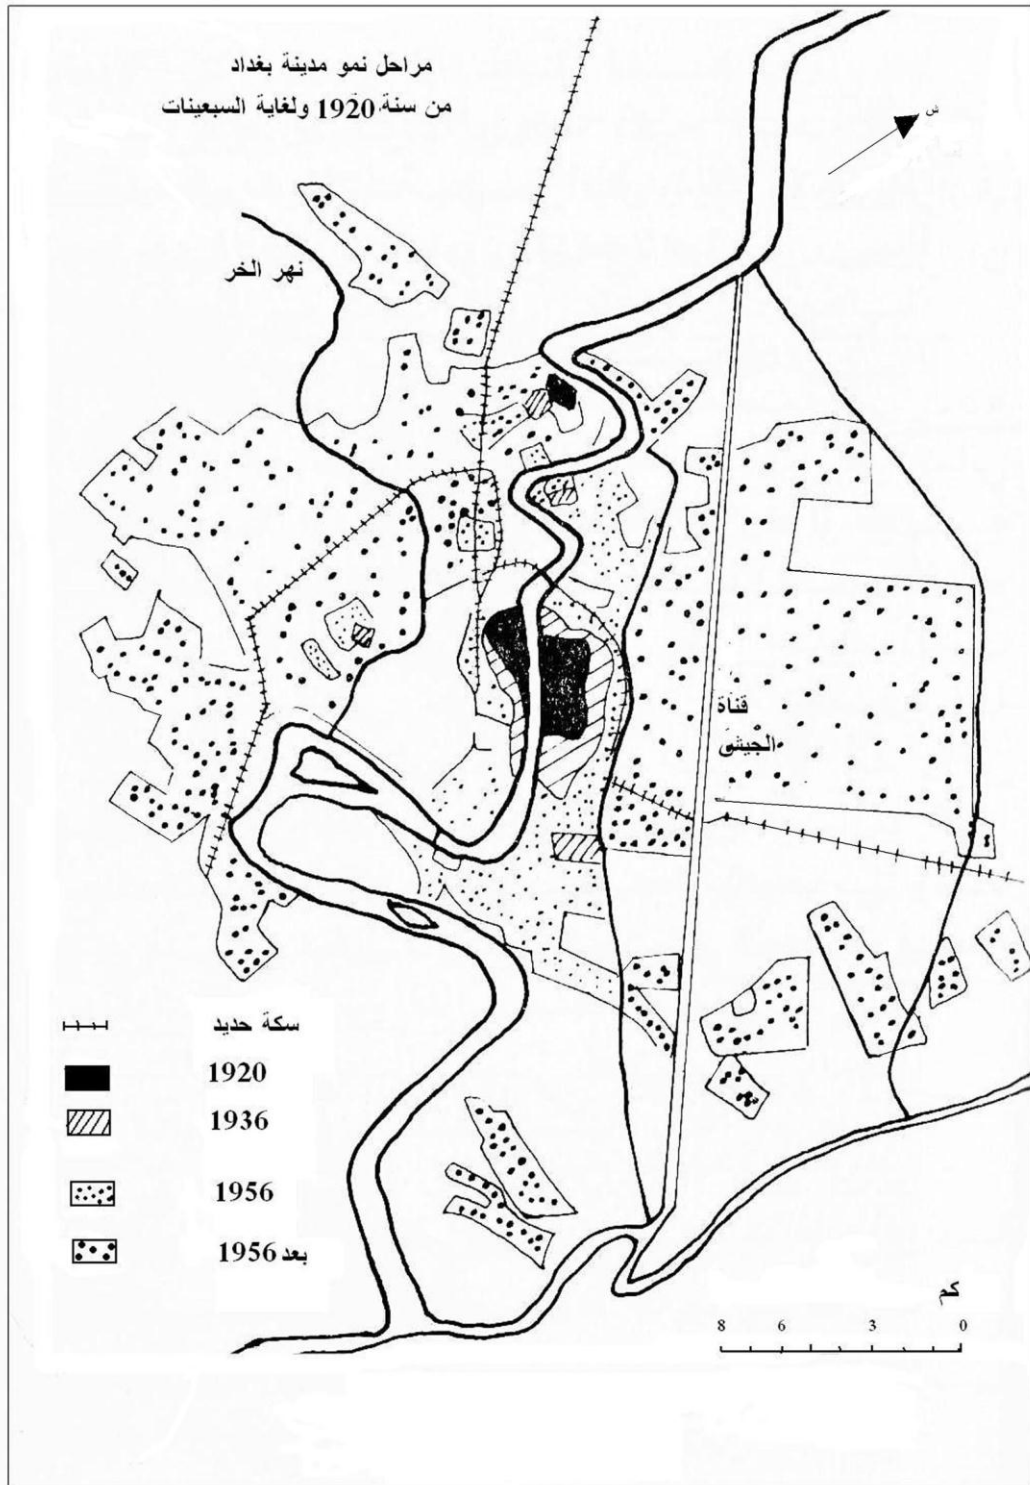 مراحل نمو مدينة بغداد
من سنة 1920 ولغاية السبعينات
ش
نهر الخر
قناة
الجيش
سكة حديد
1920
1936
1956
بعد 1956
كم
8 6 3 0